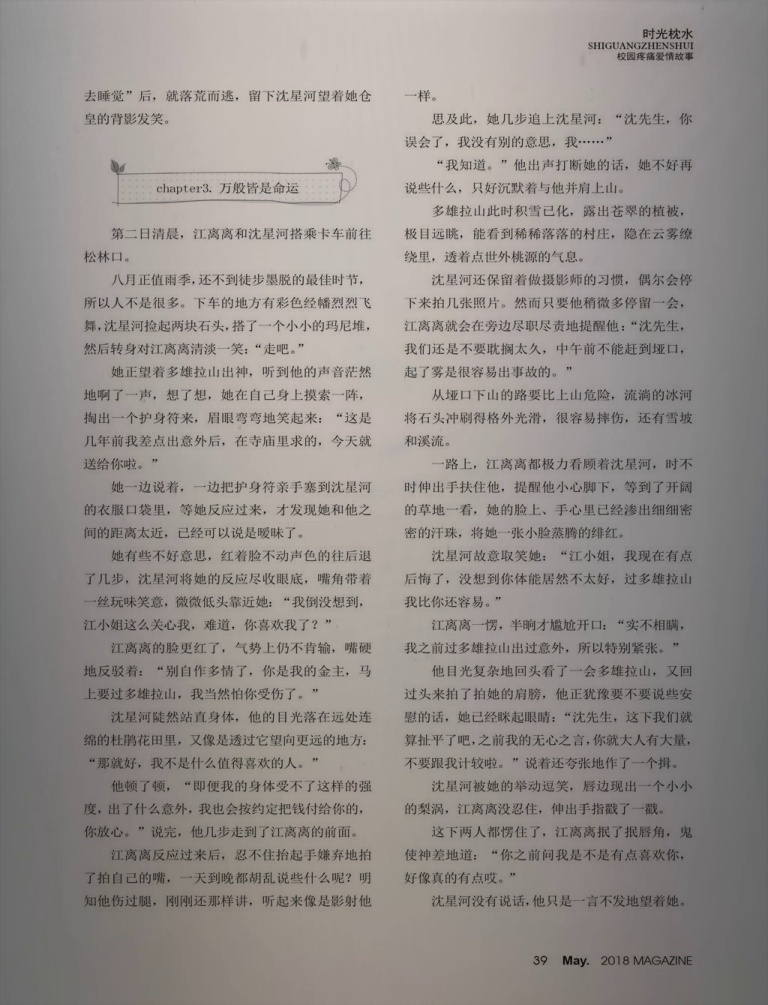 时光枕水
SHIGUANGZHENSHUI
校园疼痛爱情故事
去睡觉”后，就落荒而逃，留下沈星河望着她仓
皇的背影发笑。
chapter3. 万般皆是命运
第二日清晨，江离离和沈星河搭乘卡车前往
松林口。
八月正值雨季，还不到徒步墨脱的最佳时节，
所以人不是很多。下车的地方有彩色经幡烈烈飞
舞，沈星河捡起两块石头，搭了一个小小的玛尼堆，
然后转身对江离离清淡一笑：“走吧。”
她正望着多雄拉山出神，听到他的声音茫然
地啊了一声，想了想，她在自己身上摸索一阵，
掏出一个护身符来，眉眼弯弯地笑起来：“这是
几年前我差点出意外后，在寺庙里求的，今天就
送给你啦。”
她一边说着，一边把护身符亲手塞到沈星河
的衣服口袋里，等她反应过来，才发现她和他之
间的距离太近，已经可以说是暧昧了。
她有些不好意思，红着脸不动声色的往后退
了几步，沈星河将她的反应尽收眼底，嘴角带着
一丝玩味笑意，微微低头靠近她：“我倒没想到，
江小姐这么关心我，难道，你喜欢我了？”
江离离的脸更红了，气势上仍不肯输，嘴硬
地反驳着：“别自作多情了，你是我的金主，马
上要过多雄拉山，我当然怕你受伤了。”
沈星河陡然站直身体，他的目光落在远处连
绵的杜鹃花田里，又像是透过它望向更远的地方：
“那就好，我不是什么值得喜欢的人。”
他顿了顿，“即便我的身体受不了这样的强
度，出了什么意外，我也会按约定把钱付给你的，
你放心。”说完，他几步走到了江离离的前面。
江离离反应过来后，忍不住抬起手嫌弃地拍
了拍自己的嘴，一天到晚都胡乱说些什么呢？明
知他伤过腿，刚刚还那样讲，听起来像是影射他
一样。
思及此，她几步追上沈星河：“沈先生，你
误会了，我没有别的意思，我……”
“我知道。”他出声打断她的话，她不好再
说些什么，只好沉默着与他并肩上山。
多雄拉山此时积雪已化，露出苍翠的植被，
极目远眺，能看到稀稀落落的村庄，隐在云雾缭
绕里，透着点世外桃源的气息。
沈星河还保留着做摄影师的习惯，偶尔会停
下来拍几张照片。然而只要他稍微多停留一会，
江离离就会在旁边尽职尽责地提醒他：“沈先生，
我们还是不要耽搁太久，中午前不能赶到垭口，
起了雾是很容易出事故的。”
从垭口下山的路要比上山危险，流淌的冰河
将石头冲刷得格外光滑，很容易摔伤，还有雪坡
和溪流。
一路上，江离离都极力看顾着沈星河，时不
时伸出手扶住他，提醒他小心脚下，等到了开阔
的草地一看，她的脸上、手心里已经渗出细细密
密的汗珠，将她一张小脸蒸腾的绯红。
沈星河故意取笑她：“江小姐，我现在有点
后悔了，没想到你体能居然不太好，过多雄拉山
我比你还容易。”
江离离一愣，半晌才尴尬开口：“实不相瞒，
我之前过多雄拉山出过意外，所以特别紧张。”
他目光复杂地回头看了一会多雄拉山，又回
过头来拍了拍她的肩膀，他正犹豫要不要说些安
慰的话，她已经眯起眼睛：“沈先生，这下我们就
算扯平了吧，之前我的无心之言，你就大人有大量，
不要跟我计较啦。”说着还夸张地作了一个揖。
沈星河被她的举动逗笑，唇边现出一个小小
的梨涡，江离离没忍住，伸出手指戳了一戳。
这下两人都愣住了，江离离抿了抿唇角，鬼
使神差地道：“你之前问我是不是有点喜欢你，
好像真的有点哎。”
沈星河没有说话，他只是一言不发地望着她。
39 May. 2018 MAGAZINE